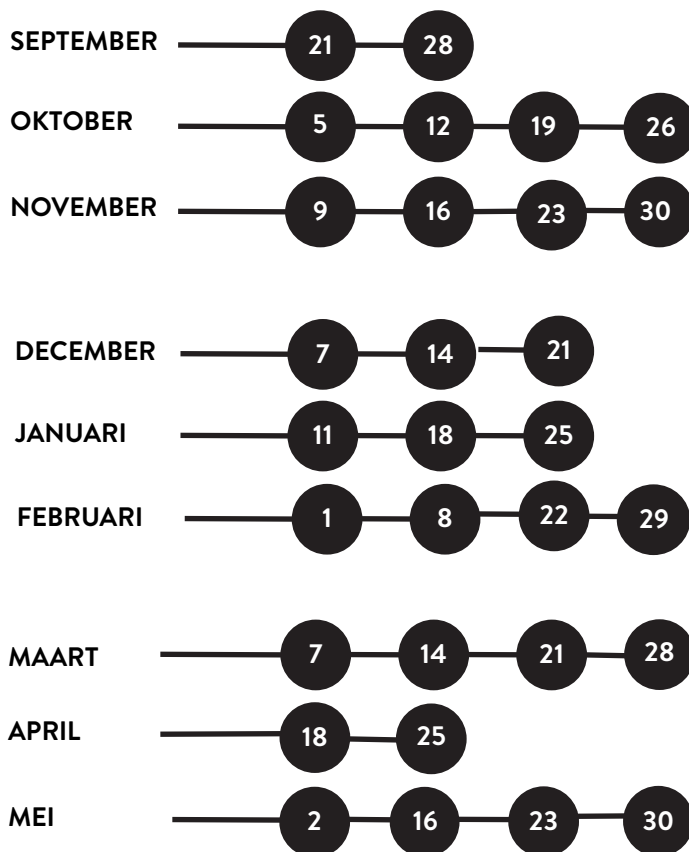 SEPTEMBER 21 28
OKTOBER 5 12 19 26
NOVEMBER 9 16 23 30
DECEMBER 7 14 21
JANUARI 11 18 25
FEBRUARI 1 8 22 29
MAART 7 14 21 28
APRIL 18 25
MEI 2 16 23 30